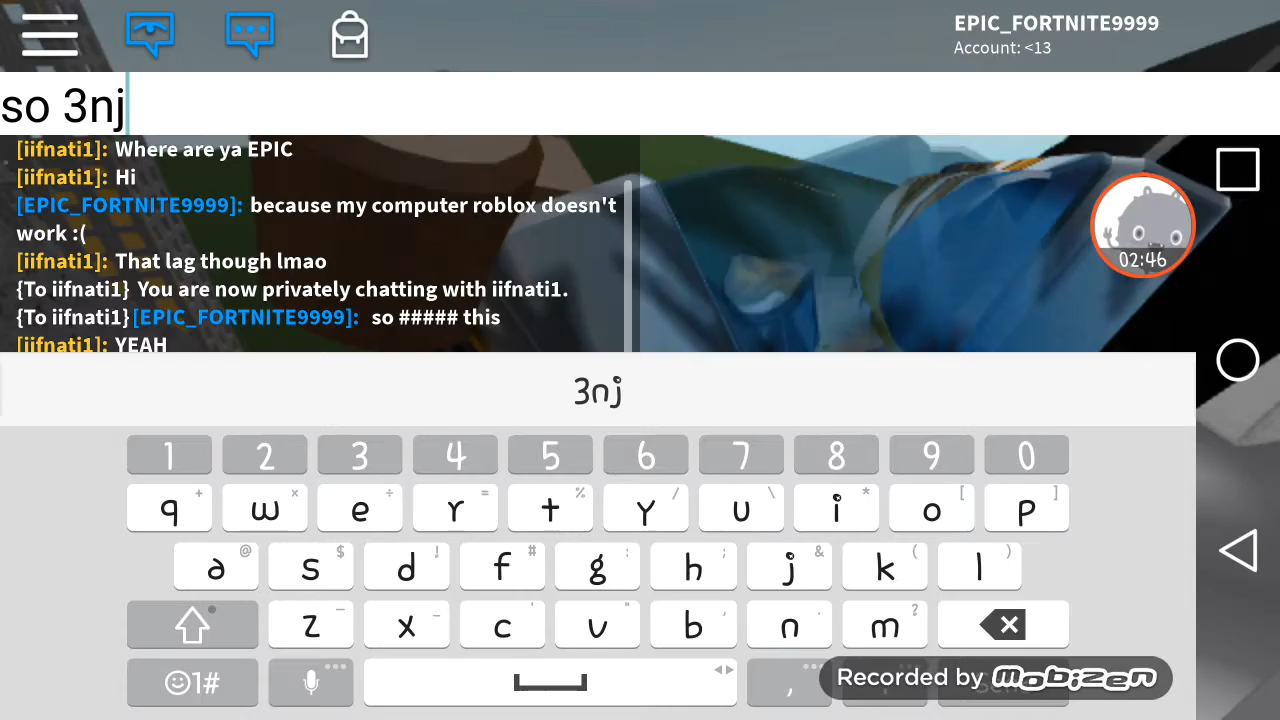 EPIC_FORTNITE9999
Account: <13
so 3nj
[iifnati1]: Where are ya EPIC
[iifnati1]: Hi
[EPIC_FORTNITE9999]: because my computer roblox doesn't
work :(
[iifnati1]: That lag though lmao
{To iifnati1} You are now privately chatting with iifnati1.
{To iifnati1}[EPIC_FORTNITE9999]: so ##### this
[iifnati1]: YEAH
02:46
3nj
1 2 3 4 5 6 7 8 9 0
q + w × e ÷ r = t % y / u \ i * o [ p ]
a @ s $ d ! f # g : h ; j & k ( l )
z – x _ c ' v " b , n . m ?
☺1# ,
Recorded by mobizen